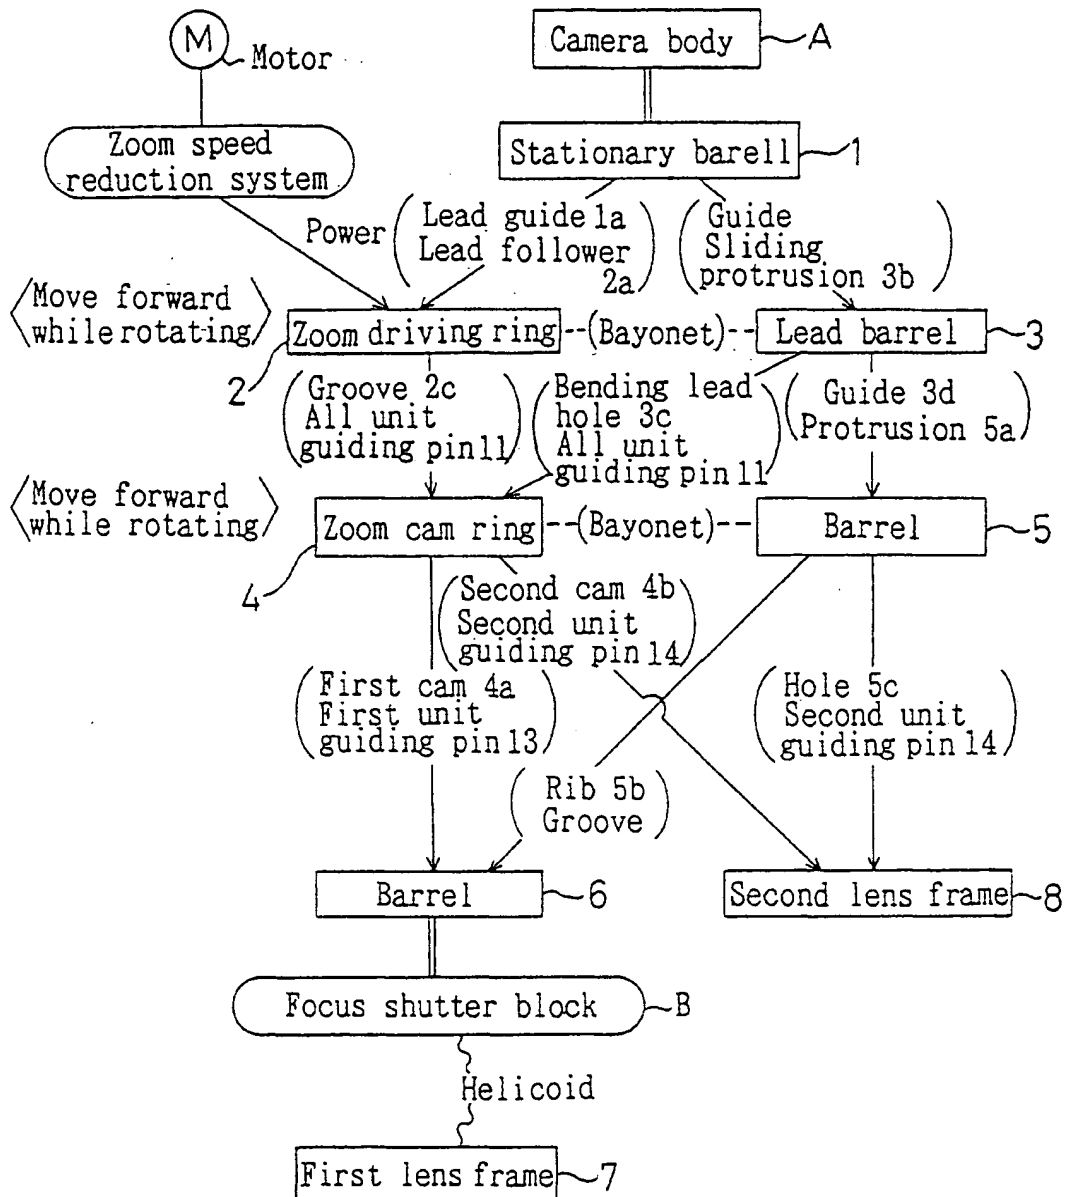 M
Motor
Camera body
A
Zoom speed
reduction system
Stationary barell
1
Power
Lead guide 1a
Lead follower
2a
Guide
Sliding
protrusion 3b
Move forward
while rotating
Zoom driving ring
(Bayonet)
Lead barrel
3
2
Groove 2c
All unit
guiding pin 11
Bending lead
hole 3c
All unit
guiding pin 11
Guide 3d
Protrusion 5a
Move forward
while rotating
Zoom cam ring
(Bayonet)
Barrel
5
4
Second cam 4b
Second unit
guiding pin 14
First cam 4a
First unit
guiding pin 13
Hole 5c
Second unit
guiding pin 14
Rib 5b
Groove
Barrel
6
Second lens frame
8
Focus shutter block
B
Helicoid
First lens frame
7